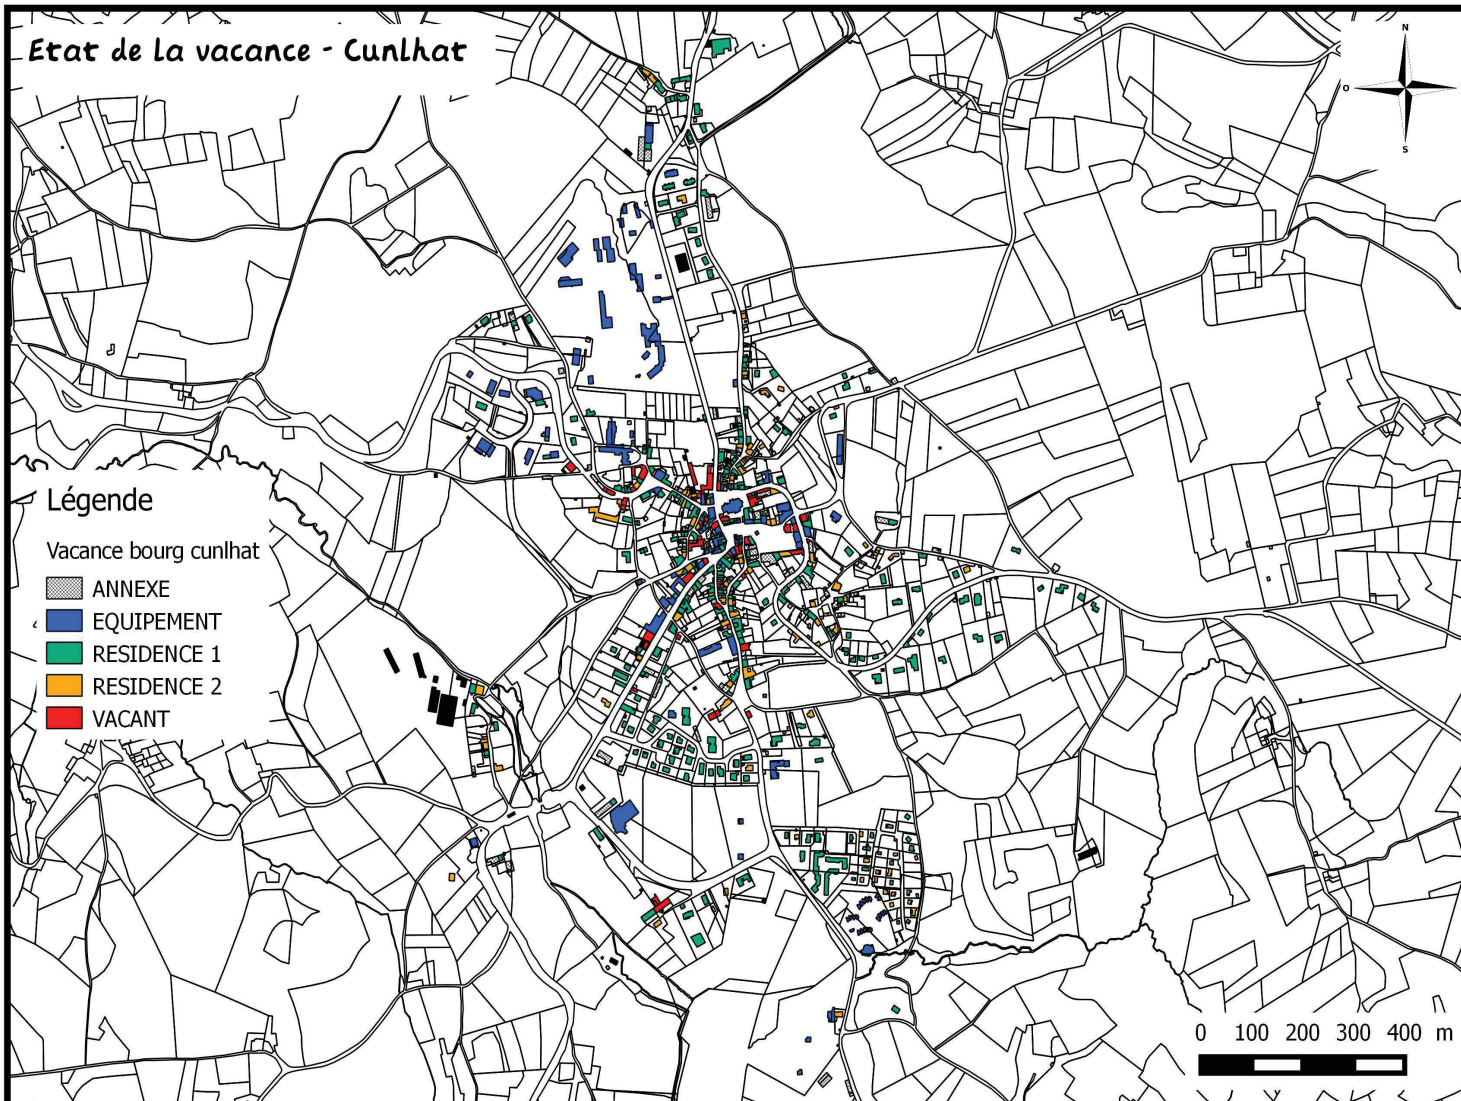 Etat de la vacance - Cunlhat
N
O
S
Légende
Vacance bourg cunlhat
ANNEXE
EQUIPEMENT
RESIDENCE 1
RESIDENCE 2
VACANT
0 100 200 300 400 m